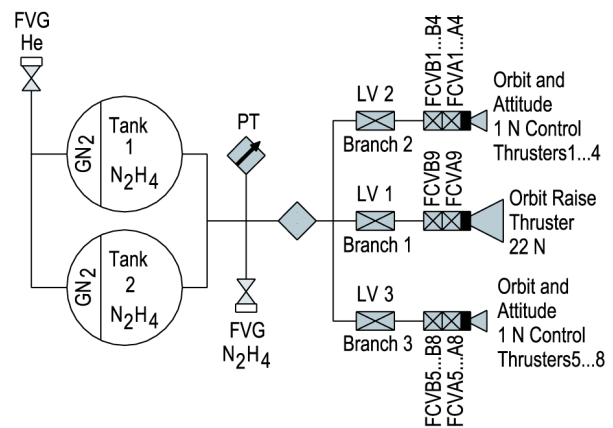 FVG
He
GN2
Tank
1
N2H4
GN2
Tank
2
N2H4
PT
FVG
N2H4
LV 2
Branch 2
FCVB1...B4
FCVA1...A4
Orbit and
Attitude
1 N Control
Thrusters1...4
LV 1
Branch 1
FCVB9
FCVA9
Orbit Raise
Thruster
22 N
LV 3
Branch 3
FCVB5...B8
FCVA5...A8
Orbit and
Attitude
1 N Control
Thrusters5...8